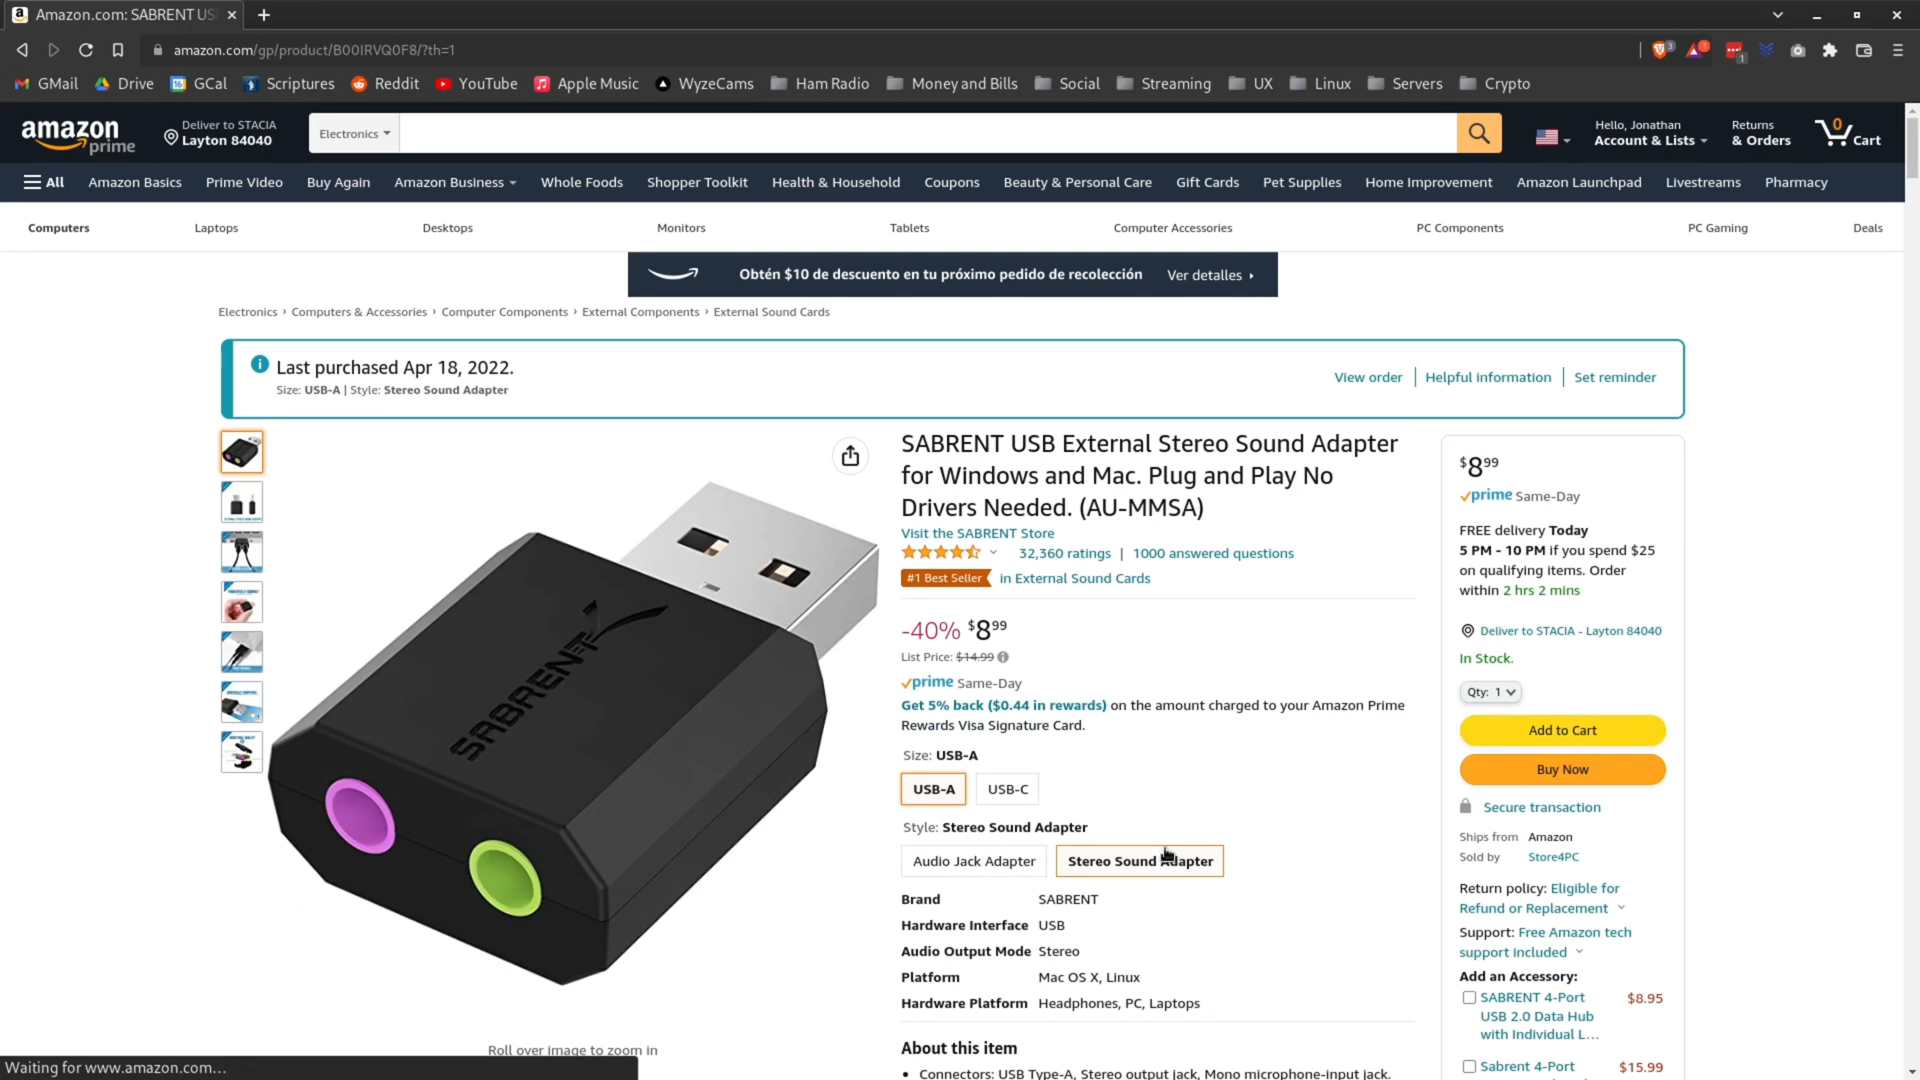 Amazon.com: SABRENT US
amazon.com/gp/product/B00IRVQ0F8/?th=1
3
1
1
GMail
Drive
GCal
Scriptures
Reddit
YouTube
Apple Music
WyzeCams
Ham Radio
Money and Bills
Social
Streaming
UX
Linux
Servers
Crypto
amazon
prime
Deliver to STACIA
Layton 84040
Electronics
Hello, Jonathan
Account & Lists
Returns
& Orders
0
Cart
All
Amazon Basics
Prime Video
Buy Again
Amazon Business
Whole Foods
Shopper Toolkit
Health & Household
Coupons
Beauty & Personal Care
Gift Cards
Pet Supplies
Home Improvement
Amazon Launchpad
Livestreams
Pharmacy
Computers
Laptops
Desktops
Monitors
Tablets
Computer Accessories
PC Components
PC Gaming
Deals
Obtén $10 de descuento en tu próximo pedido de recolección Ver detalles ›
Electronics › Computers & Accessories › Computer Components › External Components › External Sound Cards
Last purchased Apr 18, 2022.
Size: USB-A | Style: Stereo Sound Adapter
View order | Helpful information | Set reminder
SABRENT
Roll over image to zoom in
SABRENT USB External Stereo Sound Adapter
for Windows and Mac. Plug and Play No
Drivers Needed. (AU-MMSA)
Visit the SABRENT Store
32,360 ratings | 1000 answered questions
#1 Best Seller in External Sound Cards
-40% $8 99
List Price: $14.99
prime Same-Day
Get 5% back ($0.44 in rewards) on the amount charged to your Amazon Prime
Rewards Visa Signature Card.
Size: USB-A
USB-A
USB-C
Style: Stereo Sound Adapter
Audio Jack Adapter
Stereo Sound Adapter
Brand SABRENT
Hardware Interface USB
Audio Output Mode Stereo
Platform Mac OS X, Linux
Hardware Platform Headphones, PC, Laptops
About this item
• Connectors: USB Type-A, Stereo output jack, Mono microphone-input jack.
$8 99
prime Same-Day
FREE delivery Today
5 PM - 10 PM if you spend $25
on qualifying items. Order
within 2 hrs 2 mins
Deliver to STACIA - Layton 84040
In Stock.
Qty: 1
Add to Cart
Buy Now
Secure transaction
Ships from Amazon
Sold by Store4PC
Return policy: Eligible for
Refund or Replacement
Support: Free Amazon tech
support included
Add an Accessory:
SABRENT 4-Port $8.95
USB 2.0 Data Hub
with Individual L...
Sabrent 4-Port $15.99
Waiting for www.amazon.com...